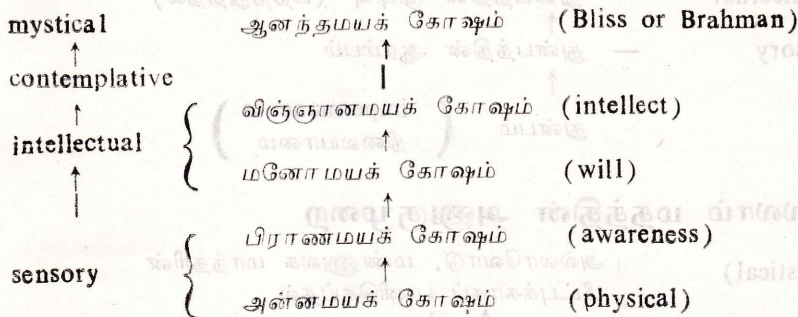 mystical ஆனந்தமயக் கோஷம் (Bliss or Brahman)
contemplative
விஞ்ஞானமயக் கோஷம் (intellect)
intellectual
மனோமயக் கோஷம் (will)
பிராணமயக் கோஷம் (awareness)
sensory
அன்னமயக் கோஷம் (physical)